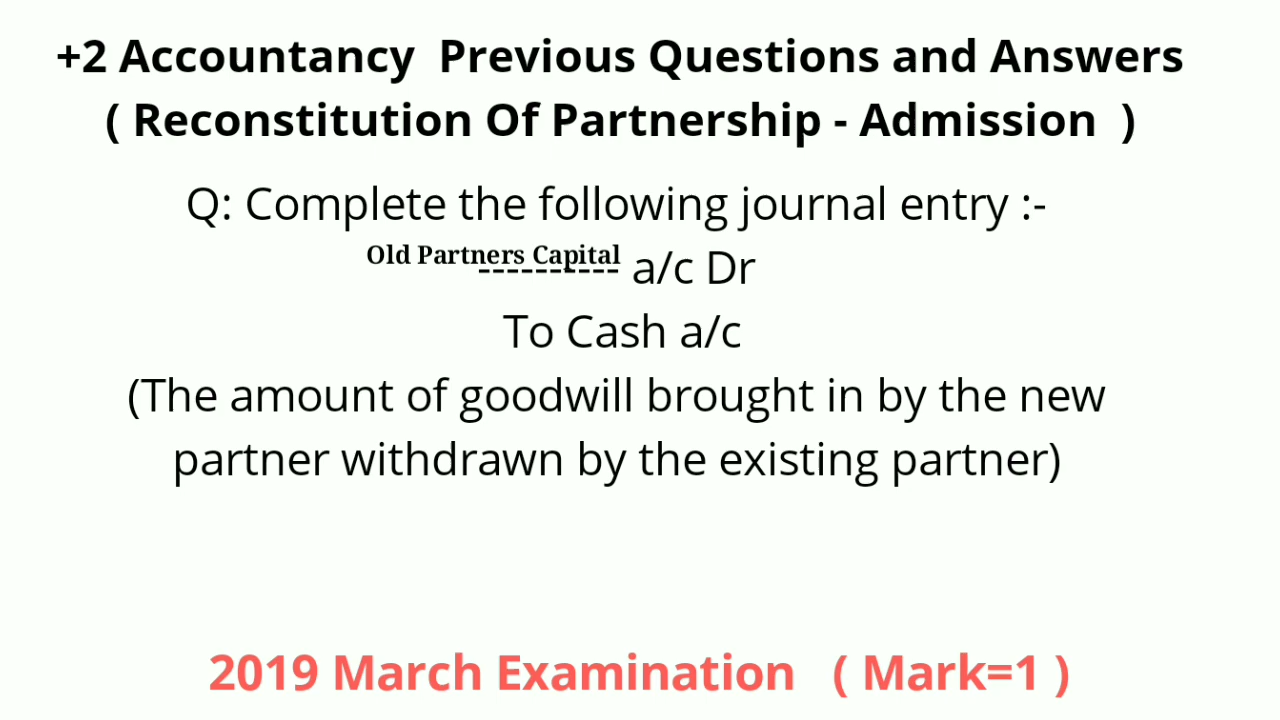 +2 Accountancy Previous Questions and Answers
( Reconstitution Of Partnership - Admission )
Q: Complete the following journal entry :-
Old Partners Capital
---------- a/c Dr
To Cash a/c
(The amount of goodwill brought in by the new
partner withdrawn by the existing partner)
2019 March Examination ( Mark=1 )